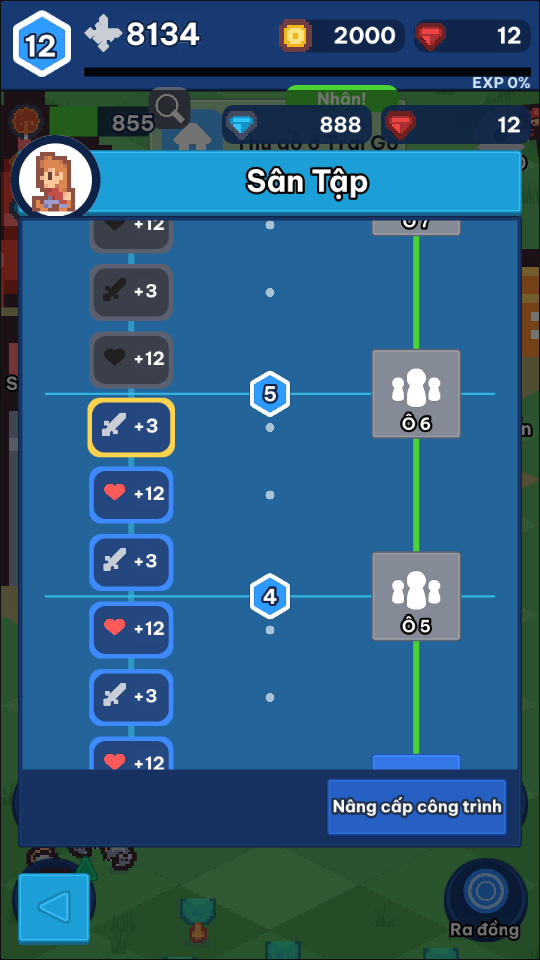 12
8134
2000
12
EXP 0%
Nhận!
855
888
12
Sân Tập
+12
Ô 7
+3
+12
5
Ô 6
+3
+12
+3
4
Ô 5
+12
+3
+12
Nâng cấp công trình
Ra đồng